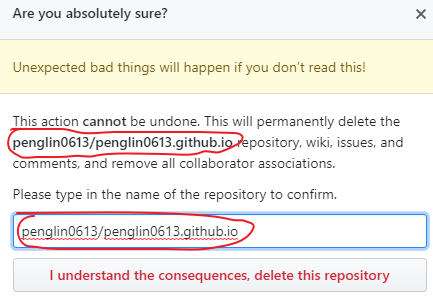 Are you absolutely sure?
Unexpected bad things will happen if you don't read this!
This action cannot be undone. This will permanently delete the
penglin0613/penglin0613.github.io repository, wiki, issues, and
comments, and remove all collaborator associations.
Please type in the name of the repository to confirm.
penglin0613/penglin0613.github.io
I understand the consequences, delete this repository